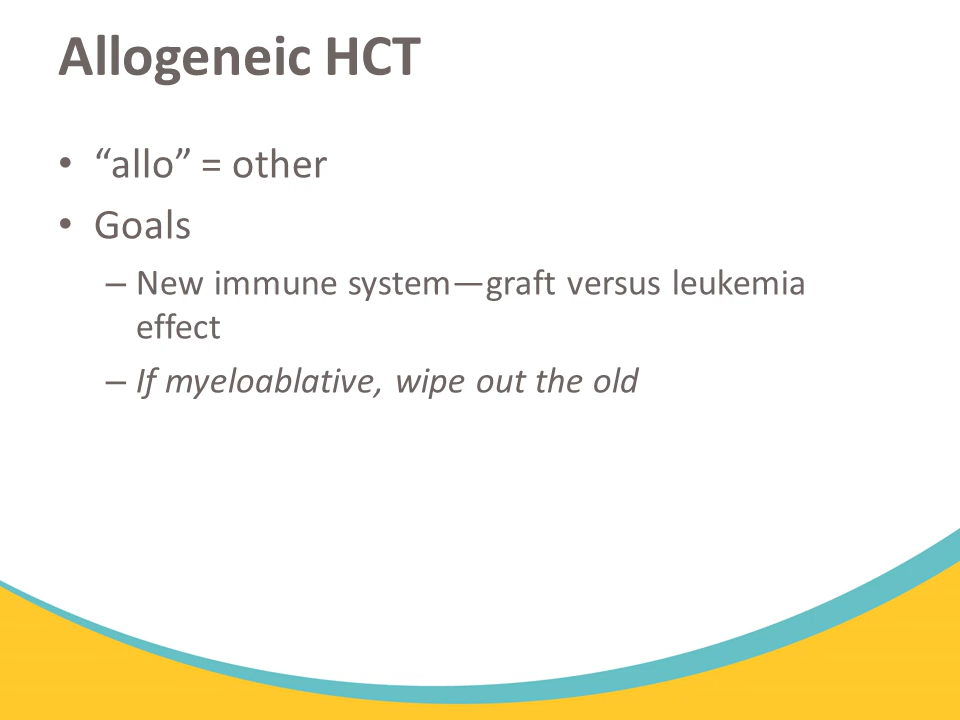 Allogeneic HCT
• “allo” = other
• Goals
– New immune system—graft versus leukemia
effect
– If myeloablative, wipe out the old